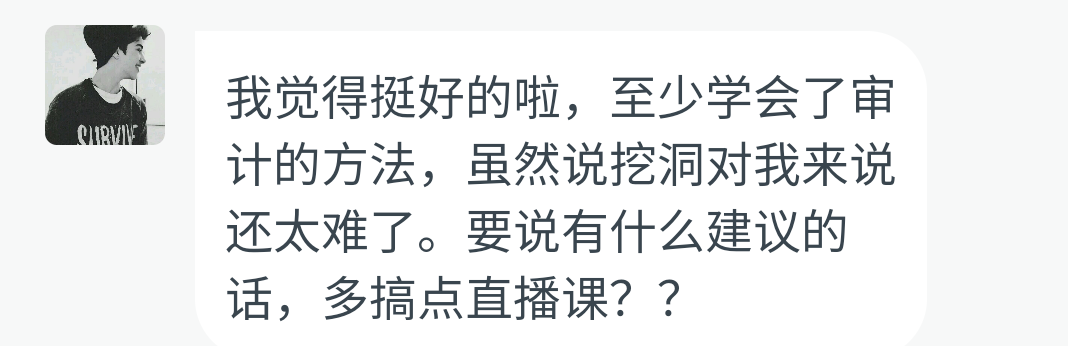 我觉得挺好的啦，至少学会了审
计的方法，虽然说挖洞对我来说
还太难了。要说有什么建议的
话，多搞点直播课？？
SURVIVE